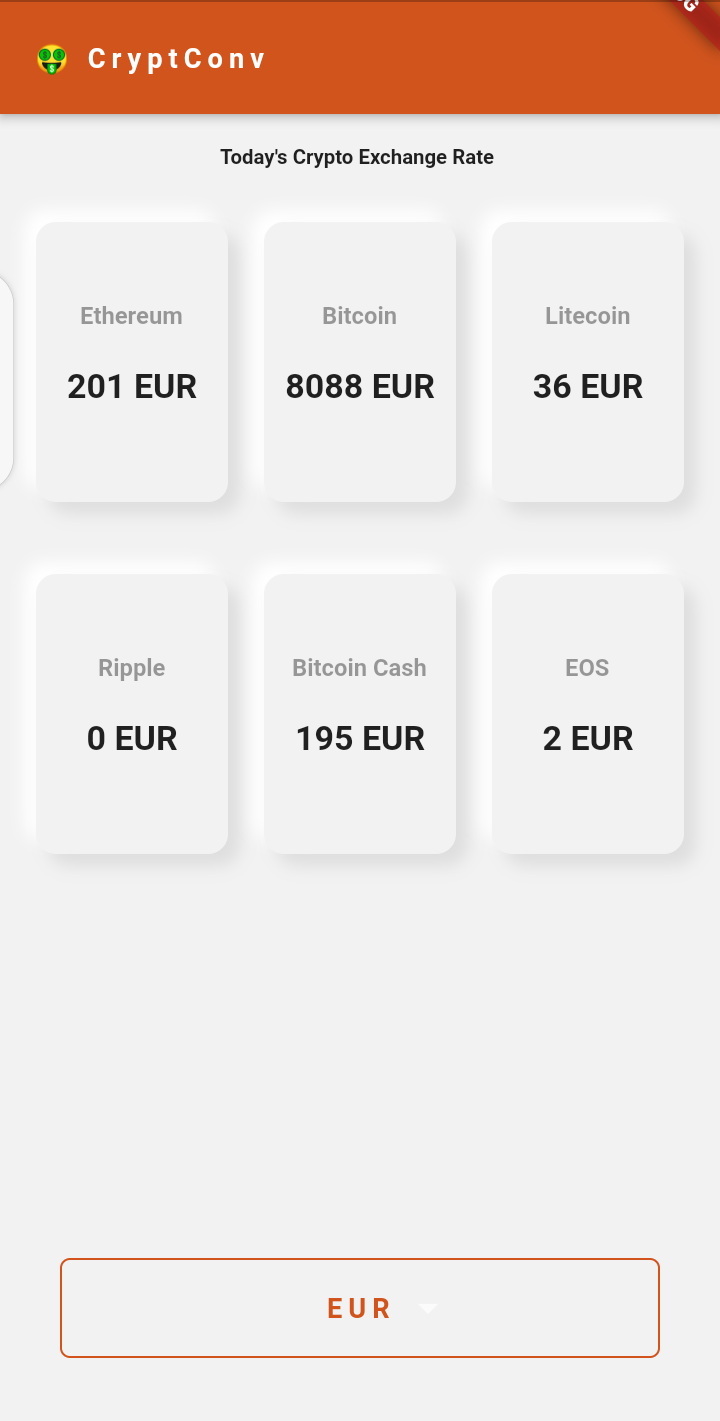 CryptConv
Today's Crypto Exchange Rate
Ethereum
201 EUR
Bitcoin
8088 EUR
Litecoin
36 EUR
Ripple
0 EUR
Bitcoin Cash
195 EUR
EOS
2 EUR
EUR